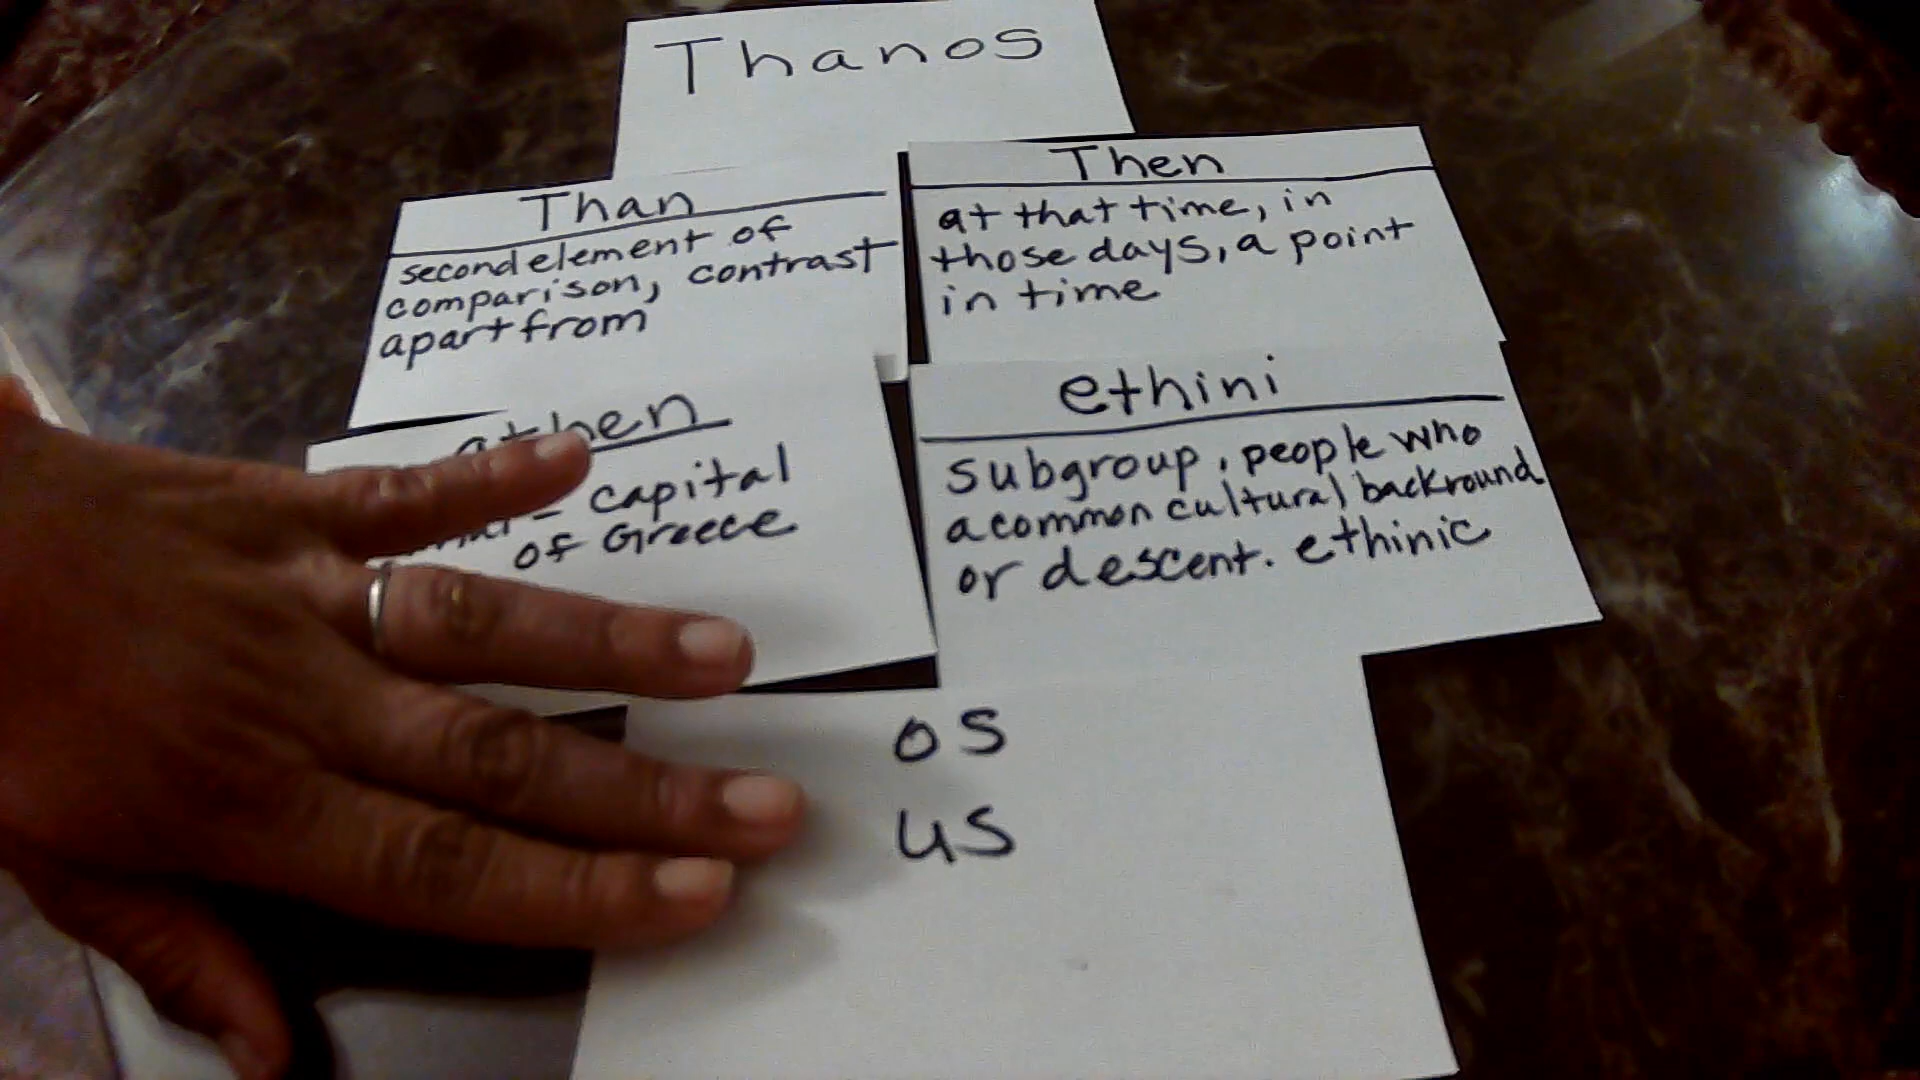 Thanos
Than
second element of
comparison, contrast
apart from
Then
at that time, in
those days, a point
in time
athen
- capital
of Greece
ethini
subgroup, people who
a common cultural backround
or descent. ethinic
os
us